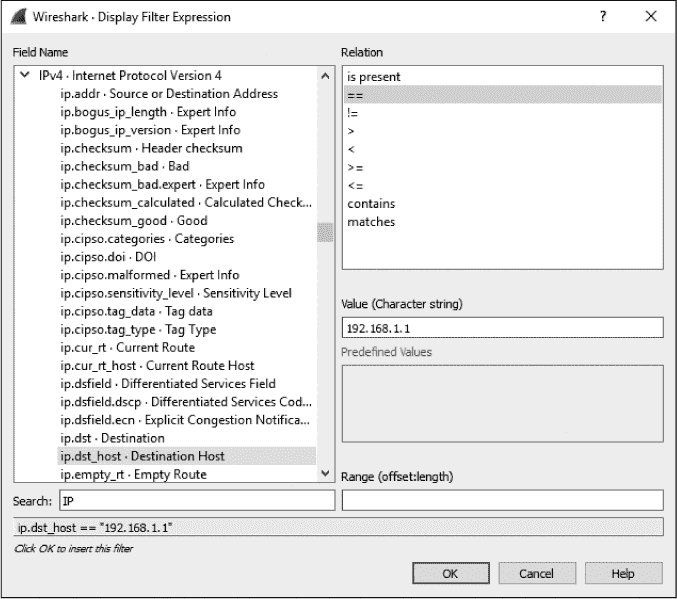 Wireshark · Display Filter Expression
Field Name
IPv4 · Internet Protocol Version 4
ip.addr · Source or Destination Address
ip.bogus_ip_length · Expert Info
ip.bogus_ip_version · Expert Info
ip.checksum · Header checksum
ip.checksum_bad · Bad
ip.checksum_bad.expert · Expert Info
ip.checksum_calculated · Calculated Check...
ip.checksum_good · Good
ip.cipso.categories · Categories
ip.cipso.doi · DOI
ip.cipso.malformed · Expert Info
ip.cipso.sensitivity_level · Sensitivity Level
ip.cipso.tag_data · Tag data
ip.cipso.tag_type · Tag Type
ip.cur_rt · Current Route
ip.cur_rt_host · Current Route Host
ip.dsfield · Differentiated Services Field
ip.dsfield.dscp · Differentiated Services Cod...
ip.dsfield.ecn · Explicit Congestion Notifica...
ip.dst · Destination
ip.dst_host · Destination Host
ip.empty_rt · Empty Route
Search: IP
Relation
is present
==
!=
>
<
>=
<=
contains
matches
Value (Character string)
192.168.1.1
Predefined Values
Range (offset:length)
ip.dst_host == "192.168.1.1"
Click OK to insert this filter
OK
Cancel
Help